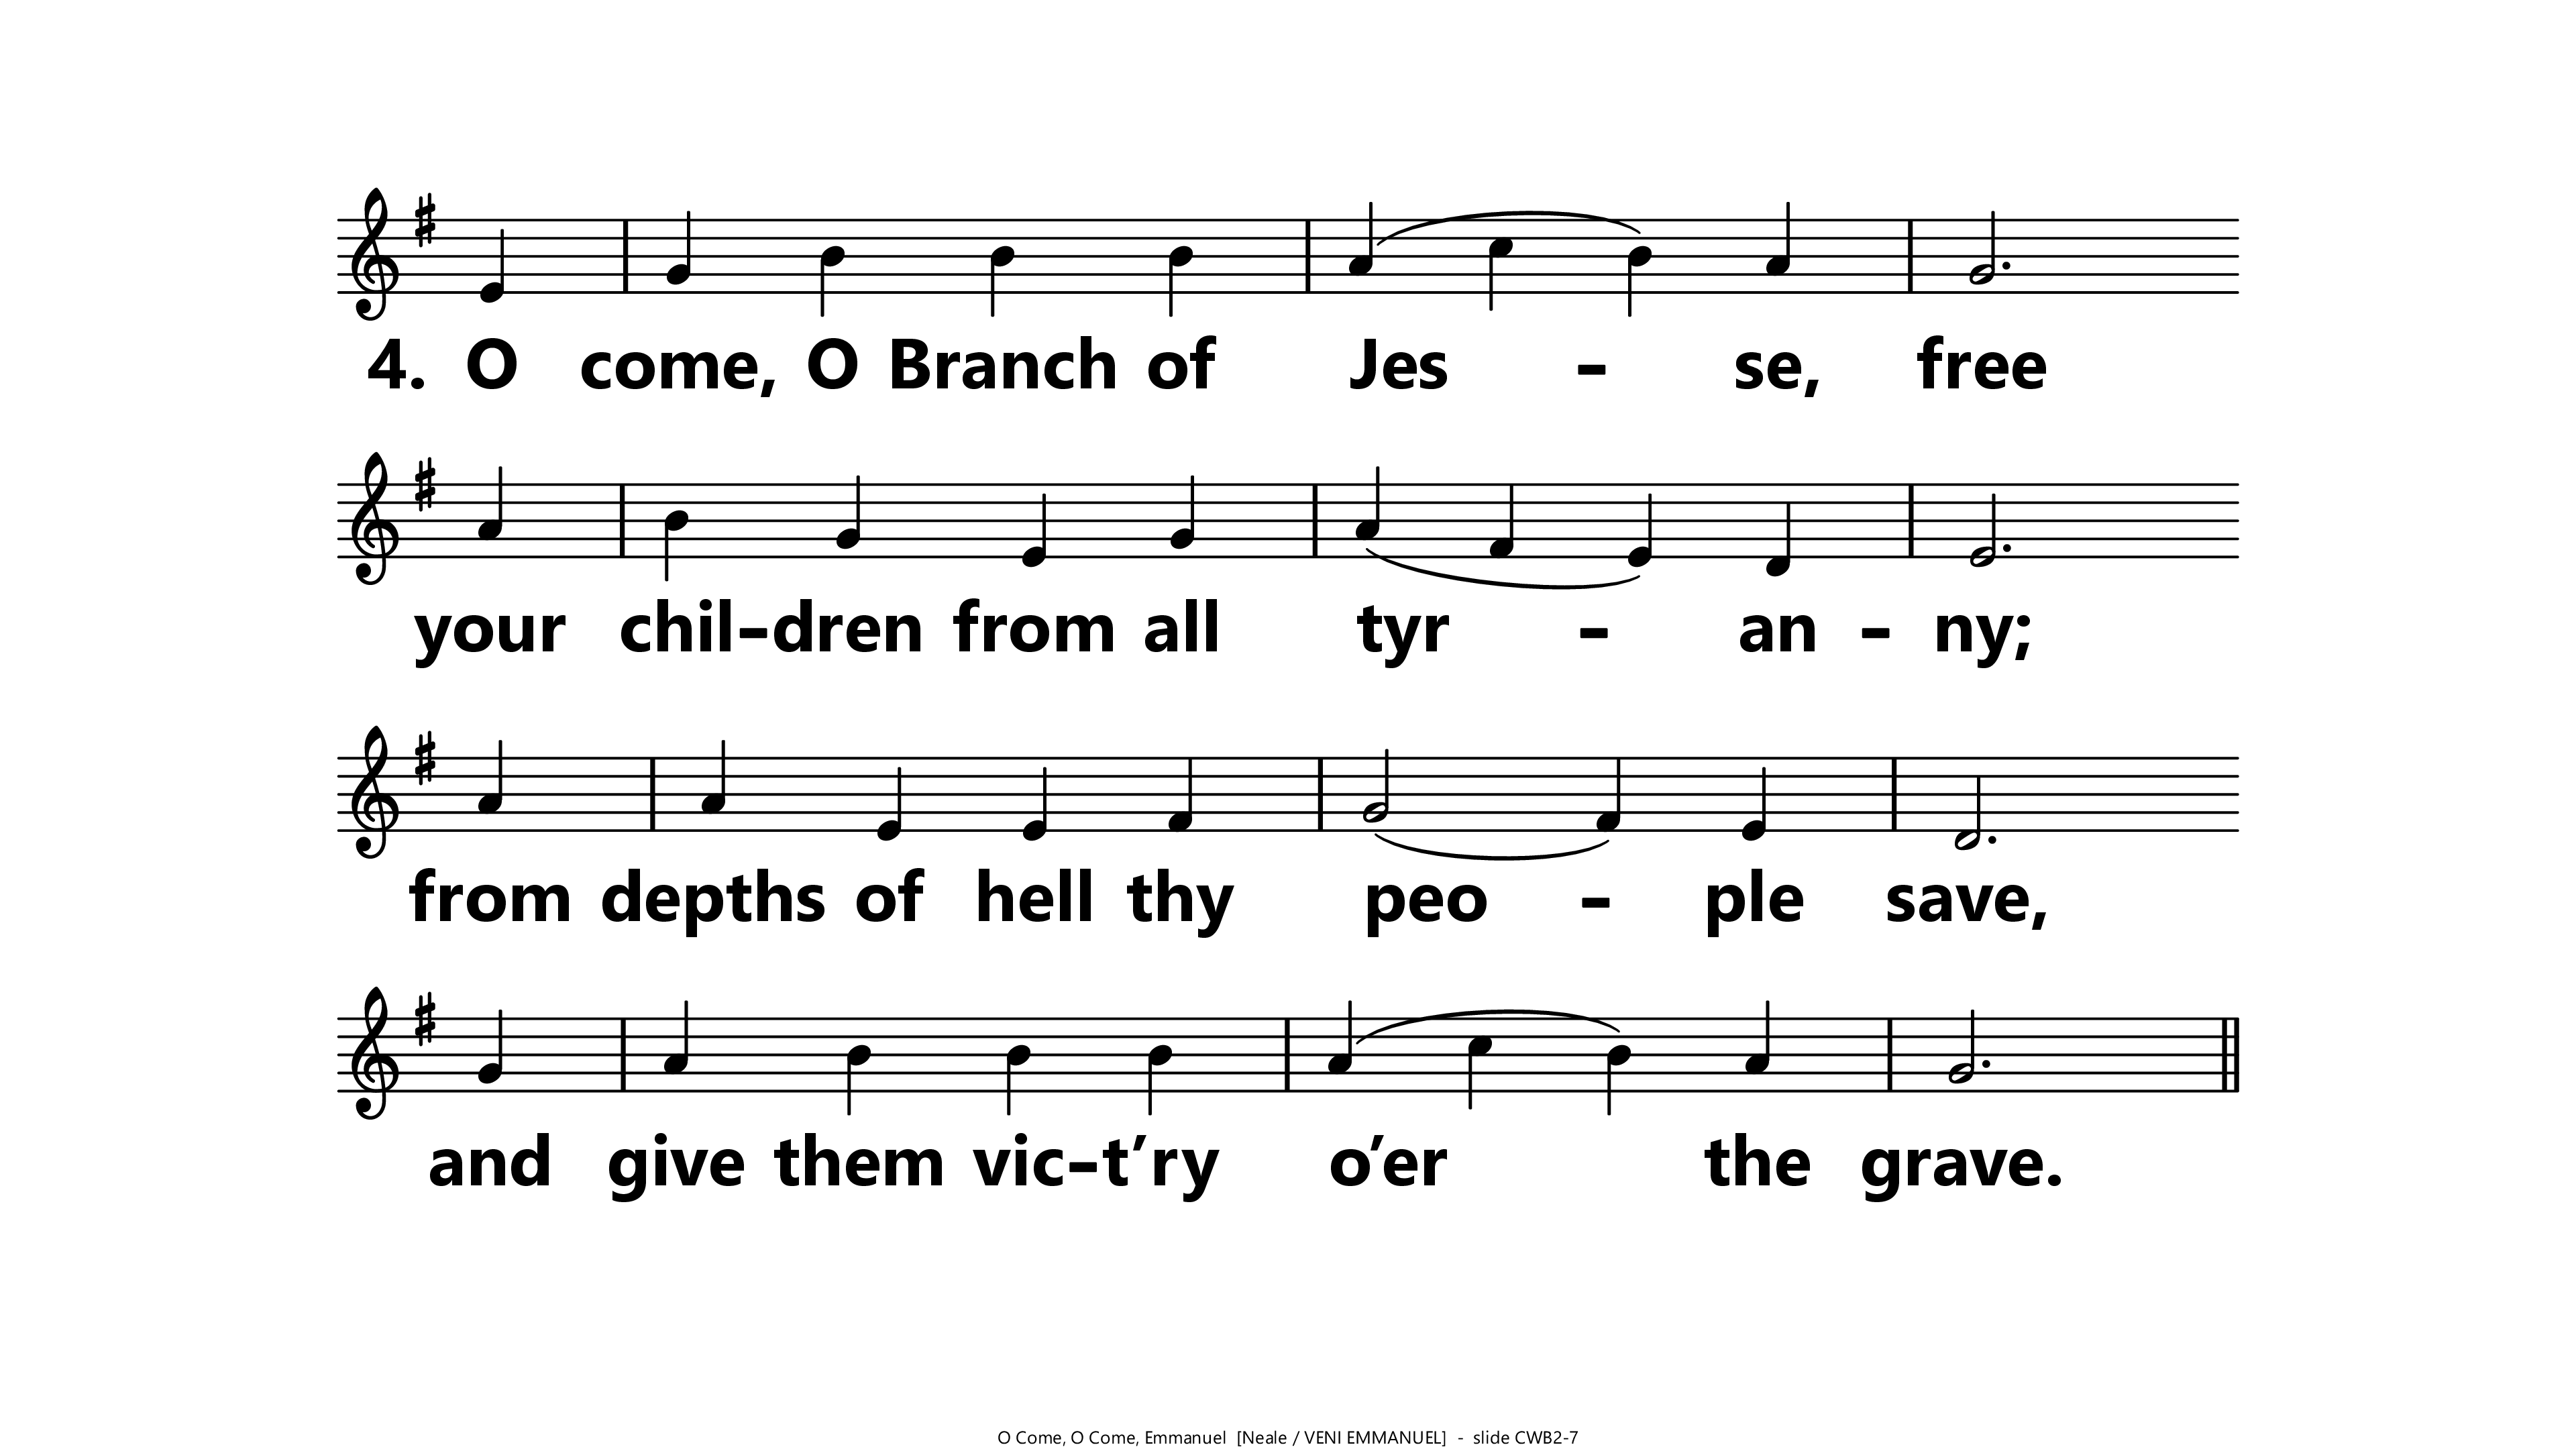 4. O come, O Branch of Jes - se, free
your chil-dren from all tyr - an - ny;
from depths of hell thy peo - ple save,
and give them vic-t’ry o’er the grave.
O Come, O Come, Emmanuel [Neale / VENI EMMANUEL] - slide CWB2-7